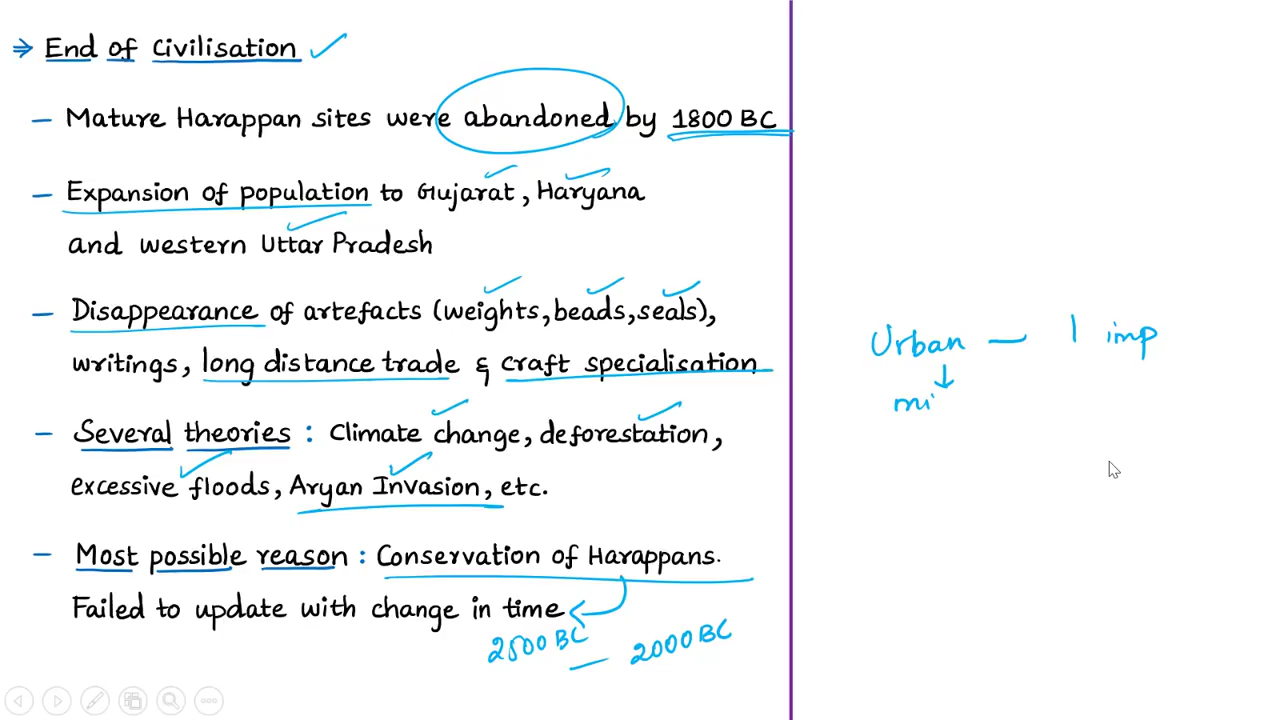 ⇒ End of Civilisation ✓
– Mature Harappan sites were abandoned by 1800 BC
– Expansion of population to Gujarat, Haryana
and western Uttar Pradesh
– Disappearance of artefacts (weights, beads, seals),
writings, long distance trade & craft specialisation
– Several theories : Climate change, deforestation,
excessive floods, Aryan Invasion, etc.
– Most possible reason : Conservation of Harappans.
Failed to update with change in time
2500 BC – 2000 BC
Urban – 1 imp
↓
mi